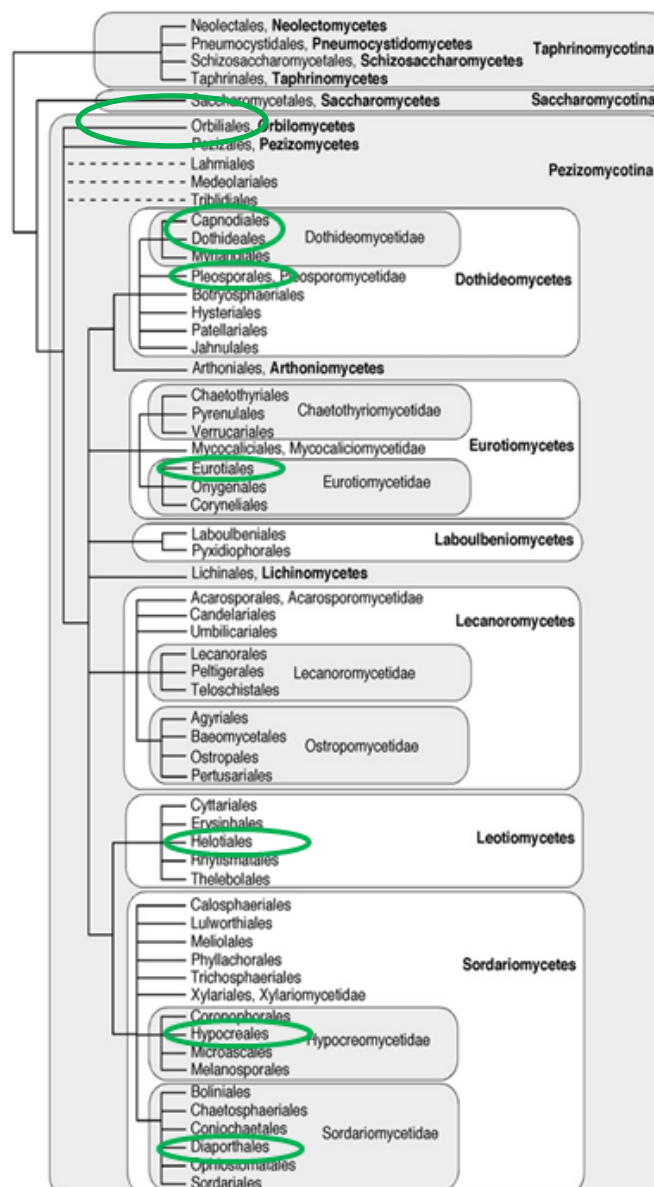 Neolectales, Neolectomycetes
Pneumocystidales, Pneumocystidomycetes
Taphrinomycotina
Schizosaccharomycetales, Schizosaccharomycetes
Taphrinales, Taphrinomycetes
Saccharomycetales, Saccharomycetes
Saccharomycotina
Orbiliales, Orbilomycetes
Pezizales, Pezizomycetes
Pezizomycotina
Lahmiales
Medeolariales
Triblidiales
Capnodiales
Dothideales
Dothideomycetidae
Myriangiales
Pleosporales, Pleosporomycetidae
Dothideomycetes
Botryosphaeriales
Hysteriales
Patellariales
Jahnulales
Arthoniales, Arthoniomycetes
Chaetothyriales
Pyrenulales
Chaetothyriomycetidae
Verrucariales
Mycocaliciales, Mycocaliciomycetidae
Eurotiomycetes
Eurotiales
Onygenales
Eurotiomycetidae
Coryneliales
Laboulbeniales
Laboulbeniomycetes
Pyxidiophorales
Lichinales, Lichinomycetes
Acarosporales, Acarosporomycetidae
Candelariales
Lecanoromycetes
Umbilicariales
Lecanorales
Peltigerales
Lecanoromycetidae
Teloschistales
Agyriales
Baeomycetales
Ostropomycetidae
Ostropales
Pertusariales
Cyttariales
Erysiphales
Helotiales
Leotiomycetes
Rhytismatales
Thelebolales
Calosphaeriales
Lulworthiales
Meliolales
Phyllachorales
Sordariomycetes
Trichosphaeriales
Xylariales, Xylariomycetidae
Coronophorales
Hypocreales
Hypocreomycetidae
Microascales
Melanosporales
Boliniales
Chaetosphaeriales
Coniochaetales
Sordariomycetidae
Diaporthales
Ophiostomatales
Sordariales